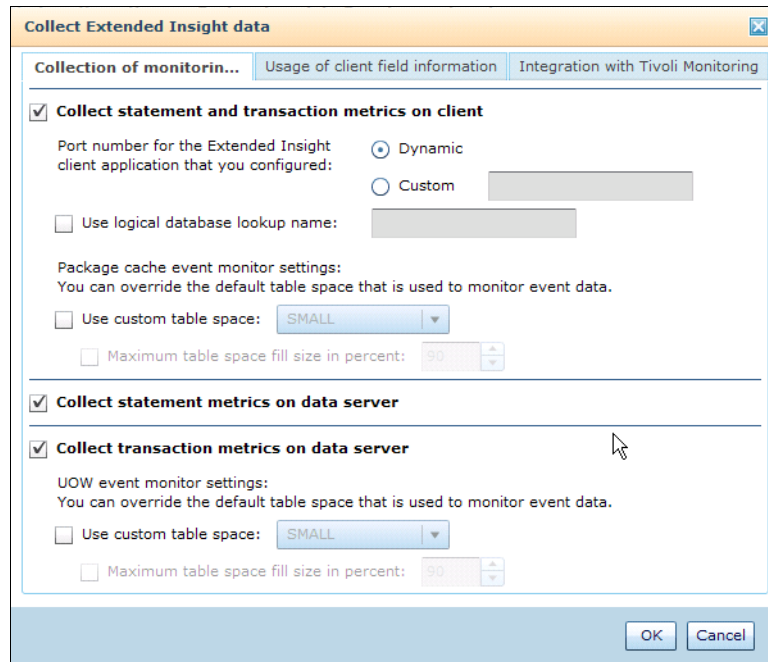 Collect Extended Insight data
Collection of monitorin... Usage of client field information Integration with Tivoli Monitoring
Collect statement and transaction metrics on client
Port number for the Extended Insight
client application that you configured:
Dynamic
Custom
Use logical database lookup name:
Package cache event monitor settings:
You can override the default table space that is used to monitor event data.
Use custom table space: SMALL
Maximum table space fill size in percent: 90
Collect statement metrics on data server
Collect transaction metrics on data server
UOW event monitor settings:
You can override the default table space that is used to monitor event data.
Use custom table space: SMALL
Maximum table space fill size in percent: 90
OK Cancel